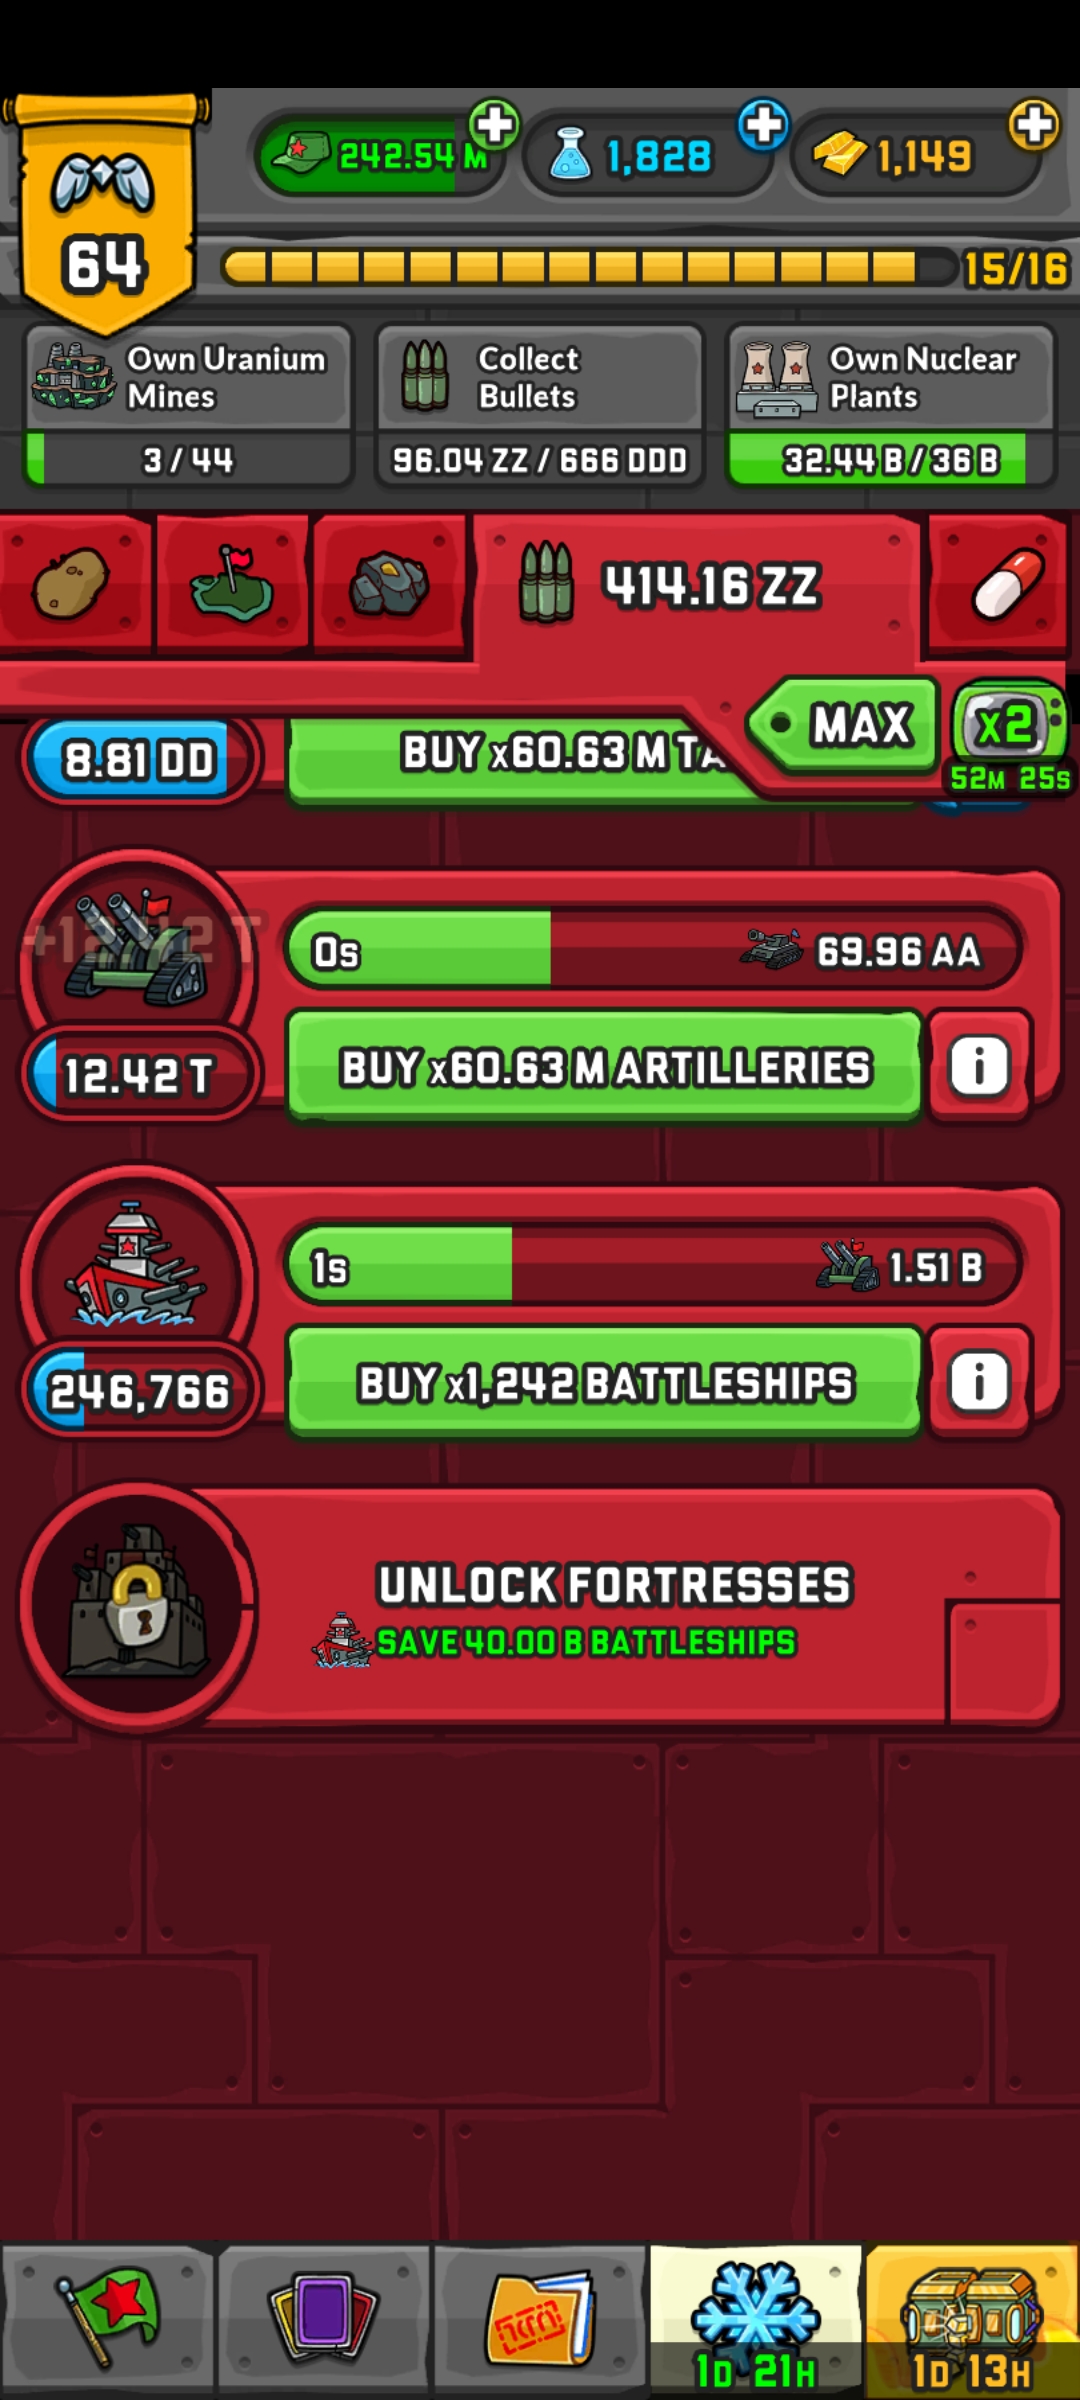 242.54 M
1,828
1,149
64
15/16
Own Uranium
Mines
3 / 44
Collect
Bullets
96.04 ZZ / 666 DDD
Own Nuclear
Plants
32.44 B / 36 B
414.16 ZZ
MAX
x2
52M 25S
8.81 DD
BUY x60.63 M TA
0s
69.96 AA
12.42 T
BUY x60.63 M ARTILLERIES
i
1s
1.51 B
246,766
BUY x1,242 BATTLESHIPS
i
UNLOCK FORTRESSES
SAVE 40.00 B BATTLESHIPS
1D 21H
1D 13H